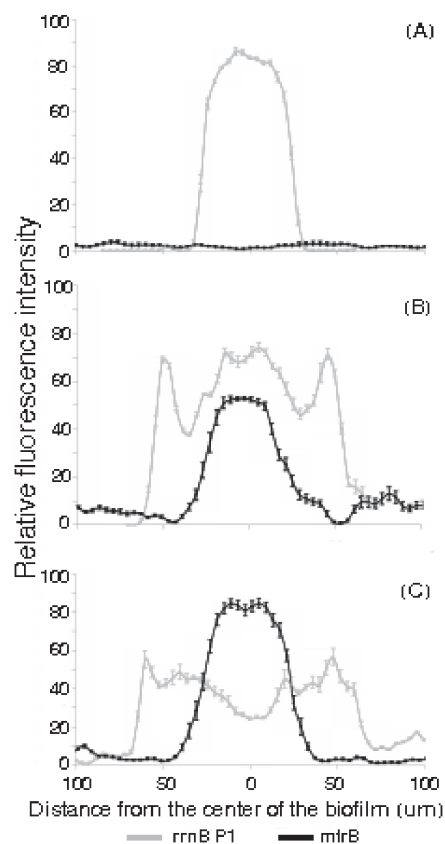 (A)
100
80
60
40
20
0
(B)
100
80
60
40
20
0
(C)
100
80
60
40
20
0
Relative fluorescence intensity
100 50 0 50 100
Distance from the center of the biofilm (um)
rrnB P1 mtrB